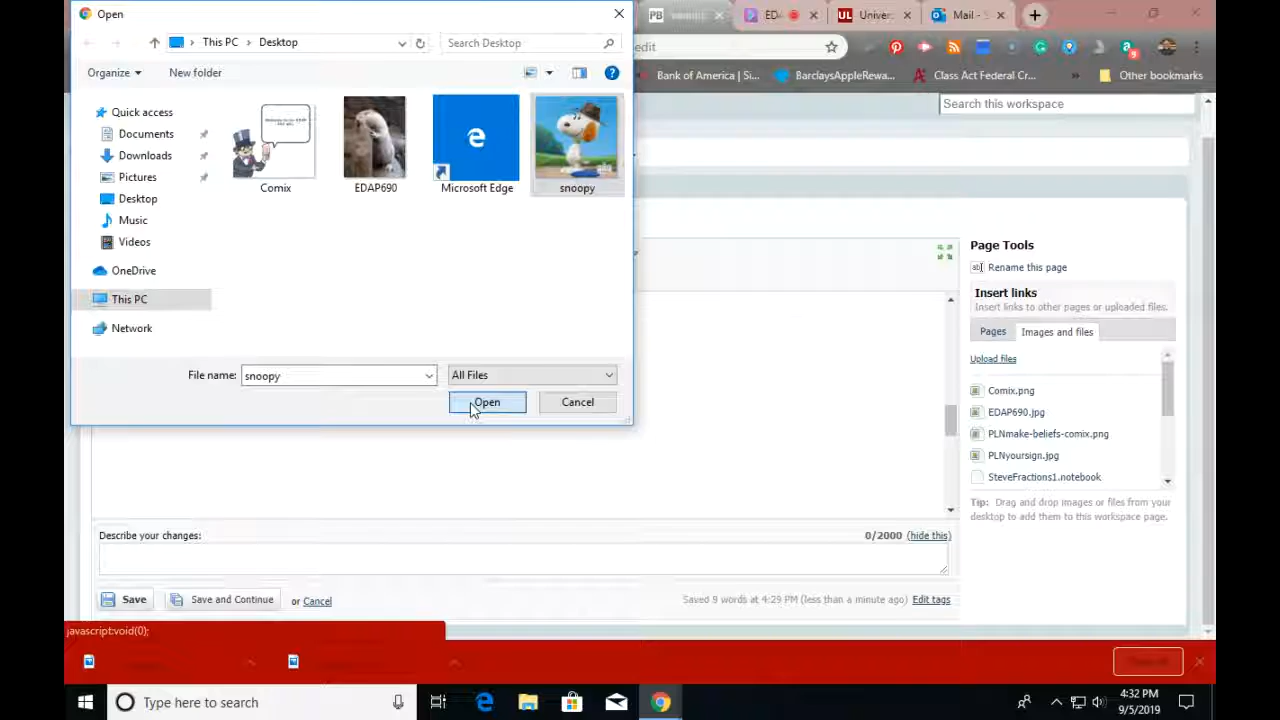 Open
PB
ED
UL Univer:
Mail - S
edit
This PC
Desktop
Search Desktop
Bank of America | Si...
BarclaysAppleRewa...
Class Act Federal Cr...
»
Other bookmarks
Organize
New folder
Search this workspace
Quick access
Documents
Downloads
Pictures
Desktop
Music
Videos
OneDrive
This PC
Network
Comix
EDAP690
Microsoft Edge
snoopy
File name:
snoopy
All Files
Open
Cancel
Page Tools
Rename this page
Insert links
Insert links to other pages or uploaded files.
Pages
Images and files
Upload files
Comix.png
EDAP690.jpg
PLNmake-beliefs-comix.png
PLNyoursign.jpg
SteveFractions1.notebook
Tip: Drag and drop images or files from your
desktop to add them to this workspace page.
Describe your changes:
0/2000 (hide this)
Save
Save and Continue
or Cancel
Saved 9 words at 4:29 PM (less than a minute ago)
Edit tags
javascript:void(0);
Type here to search
4:32 PM
9/5/2019